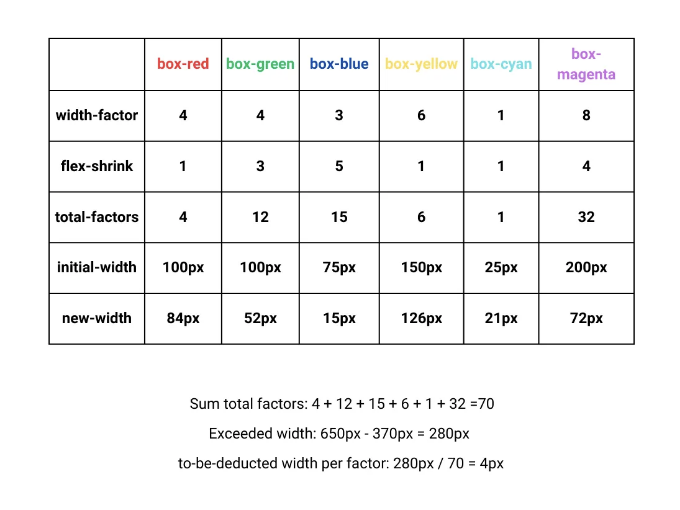 box-red box-green box-blue box-yellow box-cyan box-
magenta
width-factor 4 4 3 6 1 8
flex-shrink 1 3 5 1 1 4
total-factors 4 12 15 6 1 32
initial-width 100px 100px 75px 150px 25px 200px
new-width 84px 52px 15px 126px 21px 72px
Sum total factors: 4 + 12 + 15 + 6 + 1 + 32 =70
Exceeded width: 650px - 370px = 280px
to-be-deducted width per factor: 280px / 70 = 4px